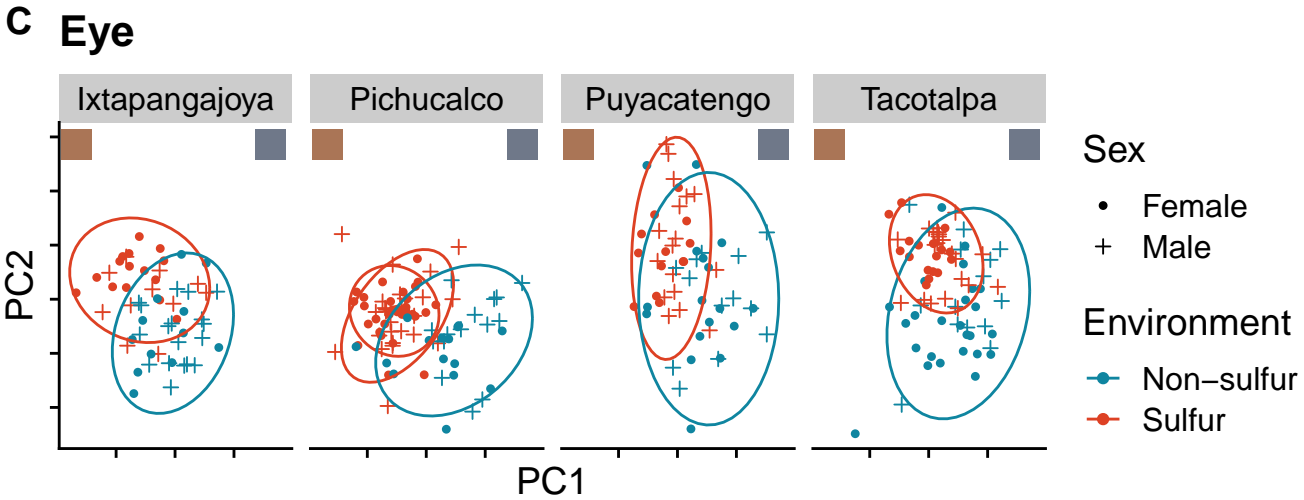 C Eye
Ixtapangajoya
Pichucalco
Puyacatengo
Tacotalpa
PC2
PC1
Sex
Female
Male
Environment
Non−sulfur
Sulfur